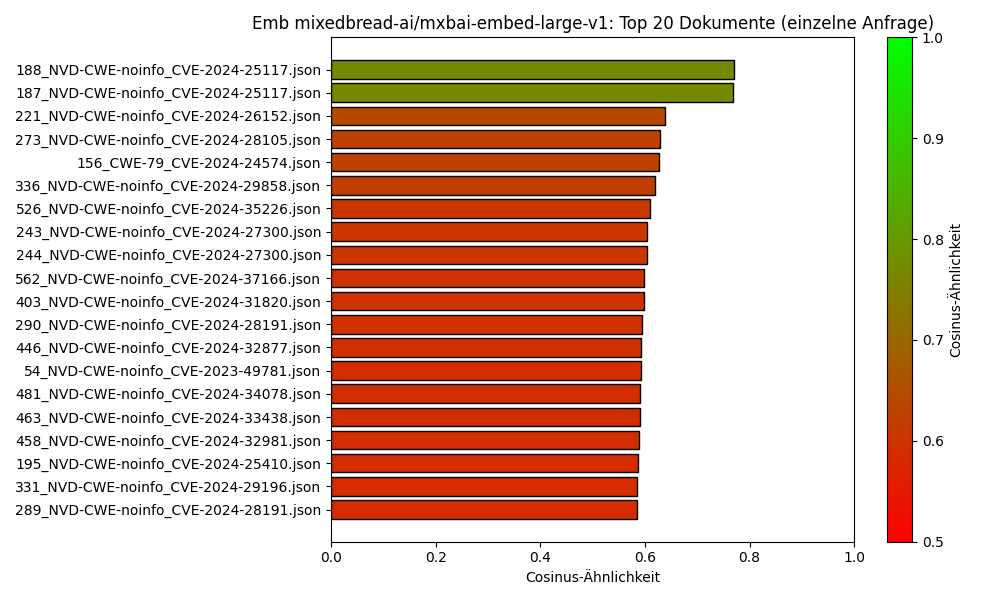 Emb mixedbread-ai/mxbai-embed-large-v1: Top 20 Dokumente (einzelne Anfrage)
188_NVD-CWE-noinfo_CVE-2024-25117.json
187_NVD-CWE-noinfo_CVE-2024-25117.json
221_NVD-CWE-noinfo_CVE-2024-26152.json
273_NVD-CWE-noinfo_CVE-2024-28105.json
156_CWE-79_CVE-2024-24574.json
336_NVD-CWE-noinfo_CVE-2024-29858.json
526_NVD-CWE-noinfo_CVE-2024-35226.json
243_NVD-CWE-noinfo_CVE-2024-27300.json
244_NVD-CWE-noinfo_CVE-2024-27300.json
562_NVD-CWE-noinfo_CVE-2024-37166.json
403_NVD-CWE-noinfo_CVE-2024-31820.json
290_NVD-CWE-noinfo_CVE-2024-28191.json
446_NVD-CWE-noinfo_CVE-2024-32877.json
54_NVD-CWE-noinfo_CVE-2023-49781.json
481_NVD-CWE-noinfo_CVE-2024-34078.json
463_NVD-CWE-noinfo_CVE-2024-33438.json
458_NVD-CWE-noinfo_CVE-2024-32981.json
195_NVD-CWE-noinfo_CVE-2024-25410.json
331_NVD-CWE-noinfo_CVE-2024-29196.json
289_NVD-CWE-noinfo_CVE-2024-28191.json
0.0 0.2 0.4 0.6 0.8 1.0
Cosinus-Ähnlichkeit
1.0
0.9
0.8
0.7
0.6
0.5
Cosinus-Ähnlichkeit